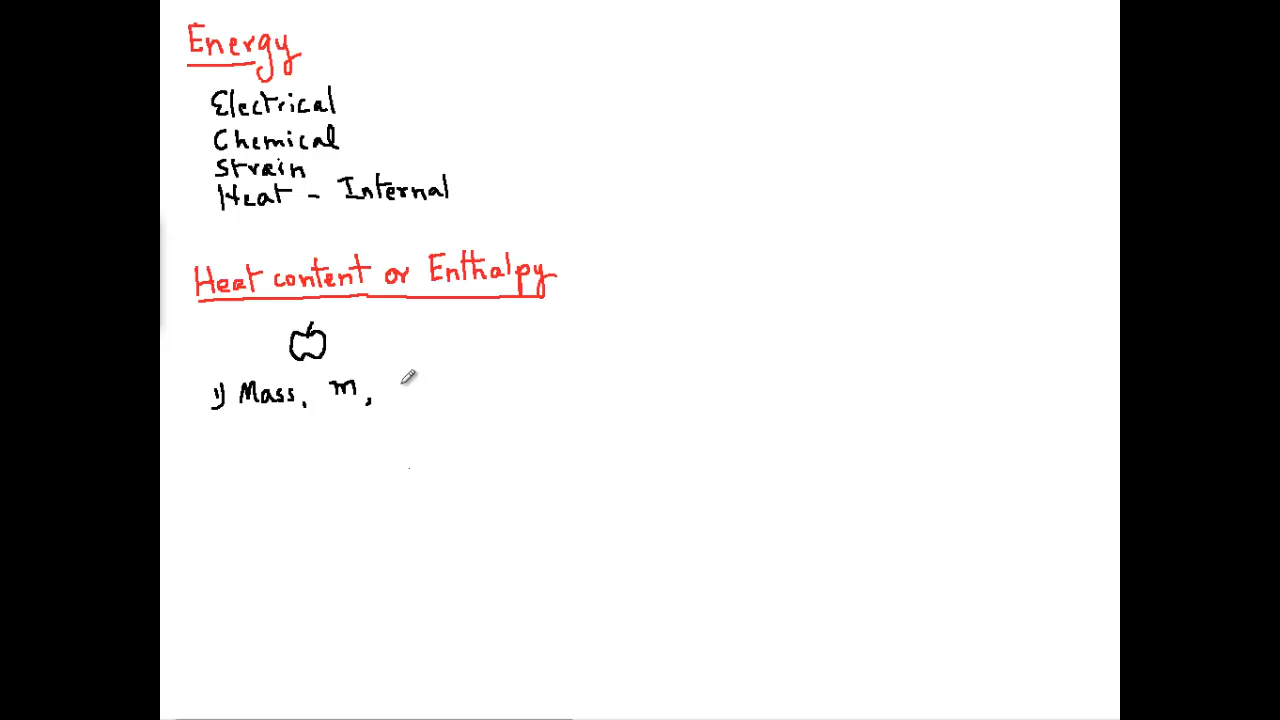 Energy
Electrical
Chemical
Strain
Heat - Internal
Heat content or Enthalpy
1) Mass, m,